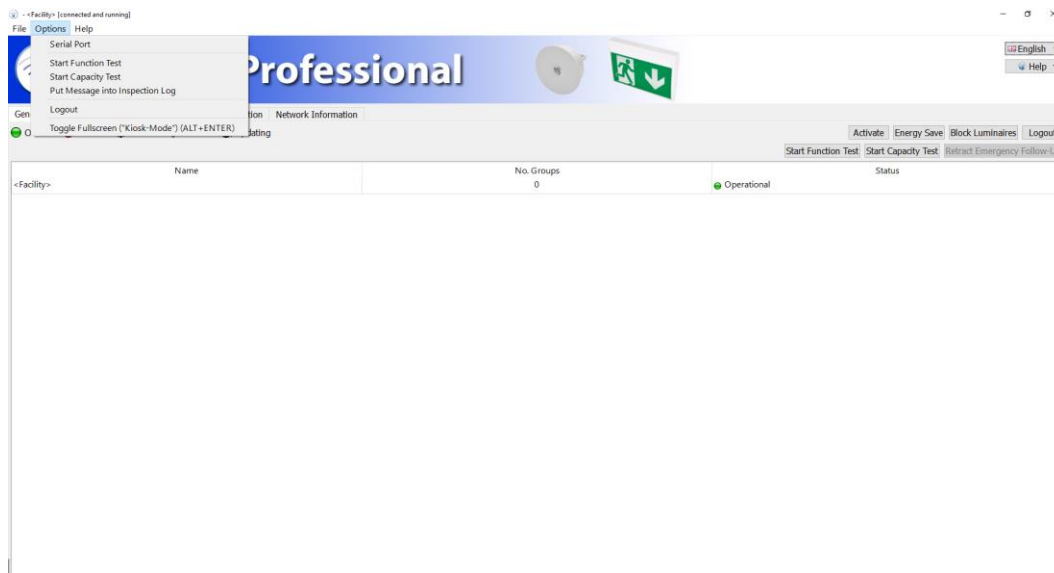 - <Facility> [connected and running]
File Options Help
Serial Port
Start Function Test
Start Capacity Test
Put Message into Inspection Log
Logout
Toggle Fullscreen ("Kiosk-Mode") (ALT+ENTER)
Professional
English
Help
Gen tion Network Information
O dating
Activate Energy Save Block Luminaires Logout
Start Function Test Start Capacity Test Retract Emergency Follow-U
Name No. Groups Status
<Facility> 0 Operational